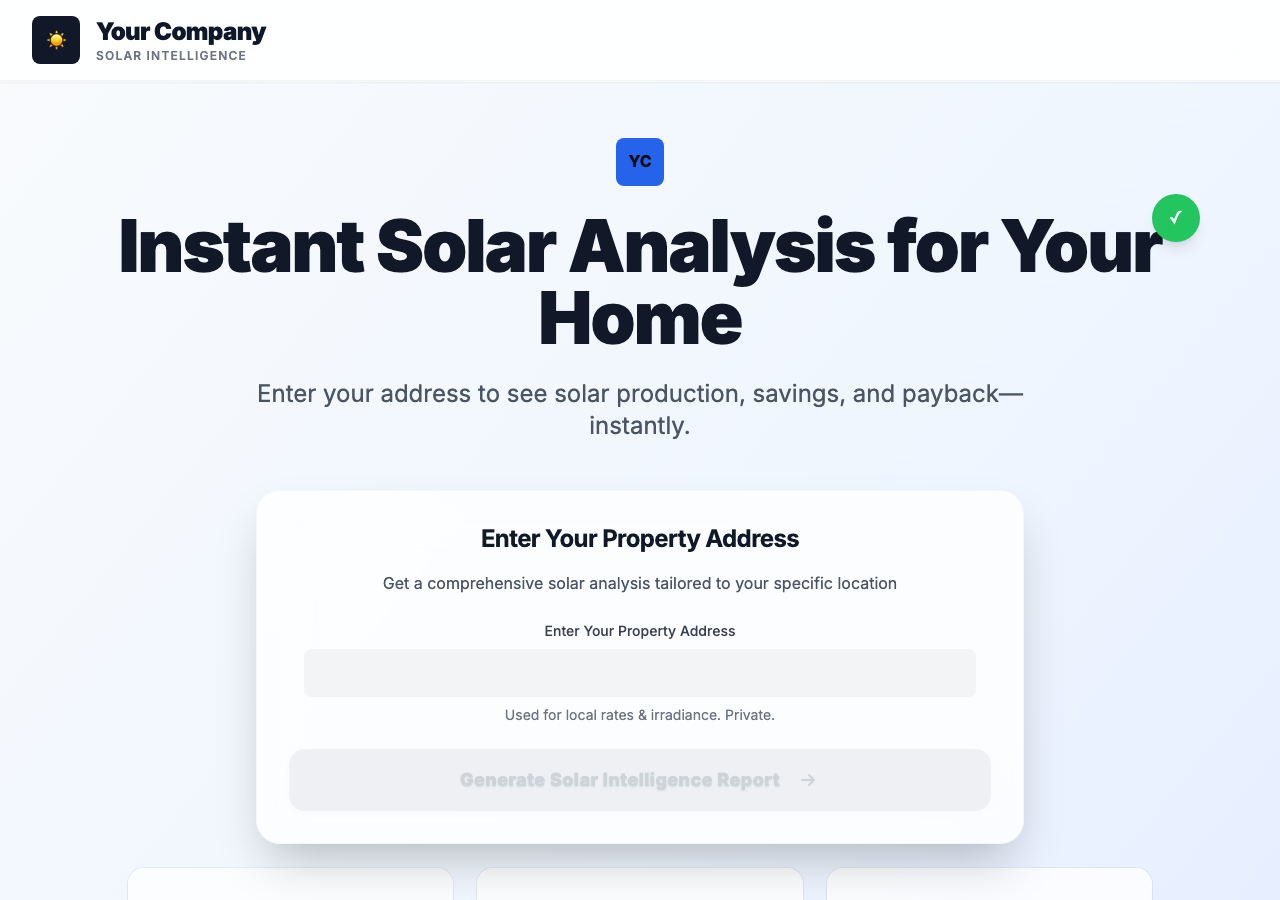 Your Company
SOLAR INTELLIGENCE
YC
Instant Solar Analysis for Your
Home
Enter your address to see solar production, savings, and payback—
instantly.
Enter Your Property Address
Get a comprehensive solar analysis tailored to your specific location
Enter Your Property Address
Used for local rates & irradiance. Private.
Generate Solar Intelligence Report →